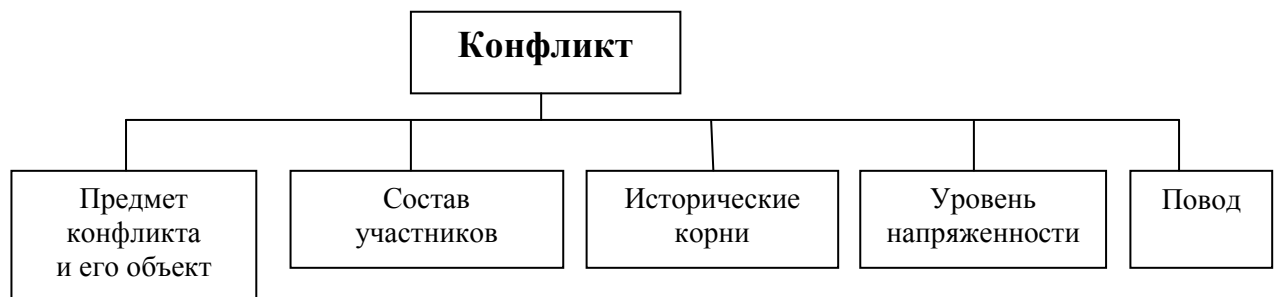 Конфликт
Предмет
конфликта
и его объект
Состав
участников
Исторические
корни
Уровень
напряженности
Повод